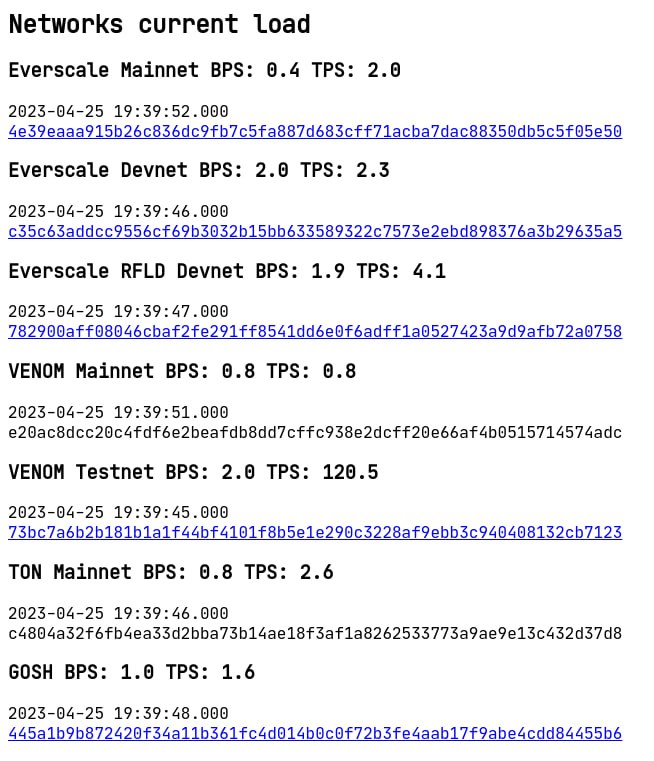 Networks current load
Everscale Mainnet BPS: 0.4 TPS: 2.0
2023-04-25 19:39:52.000
4e39eaaa915b26c836dc9fb7c5fa887d683cff71acba7dac88350db5c5f05e50
Everscale Devnet BPS: 2.0 TPS: 2.3
2023-04-25 19:39:46.000
c35c63addcc9556cf69b3032b15bb633589322c7573e2ebd898376a3b29635a5
Everscale RFLD Devnet BPS: 1.9 TPS: 4.1
2023-04-25 19:39:47.000
782900aff08046cbaf2fe291ff8541dd6e0f6adff1a0527423a9d9afb72a0758
VENOM Mainnet BPS: 0.8 TPS: 0.8
2023-04-25 19:39:51.000
e20ac8dcc20c4fdf6e2beafdb8dd7cffc938e2dcff20e66af4b0515714574adc
VENOM Testnet BPS: 2.0 TPS: 120.5
2023-04-25 19:39:45.000
73bc7a6b2b181b1a1f44bf4101f8b5e1e290c3228af9ebb3c940408132cb7123
TON Mainnet BPS: 0.8 TPS: 2.6
2023-04-25 19:39:46.000
c4804a32f6fb4ea33d2bba73b14ae18f3af1a8262533773a9ae9e13c432d37d8
GOSH BPS: 1.0 TPS: 1.6
2023-04-25 19:39:48.000
445a1b9b872420f34a11b361fc4d014b0c0f72b3fe4aab17f9abe4cdd84455b6